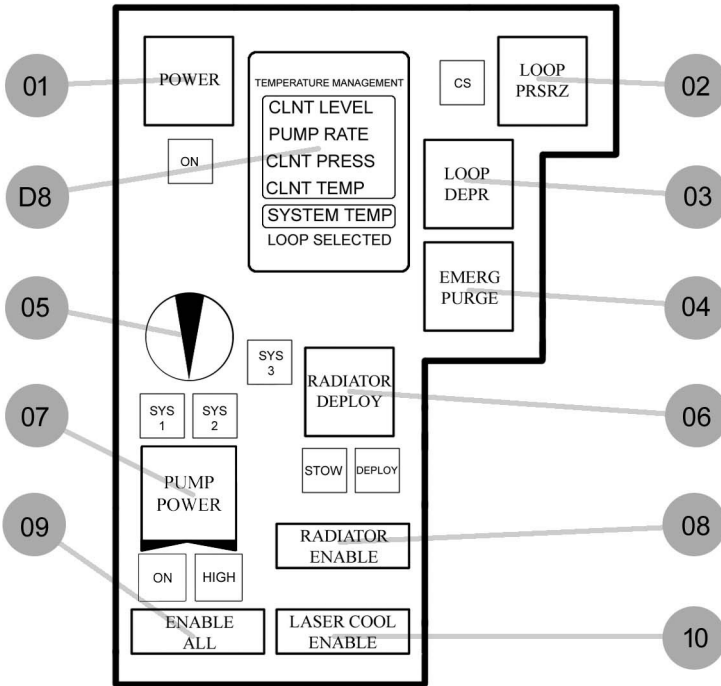 01
POWER
ON
D8
TEMPERATURE MANAGEMENT
CLNT LEVEL
PUMP RATE
CLNT PRESS
CLNT TEMP
SYSTEM TEMP
LOOP SELECTED
CS
LOOP
PRSRZ
02
LOOP
DEPR
03
EMERG
PURGE
04
05
SYS
3
SYS
1
SYS
2
RADIATOR
DEPLOY
06
STOW
DEPLOY
07
PUMP
POWER
ON
HIGH
RADIATOR
ENABLE
08
09
ENABLE
ALL
LASER COOL
ENABLE
10